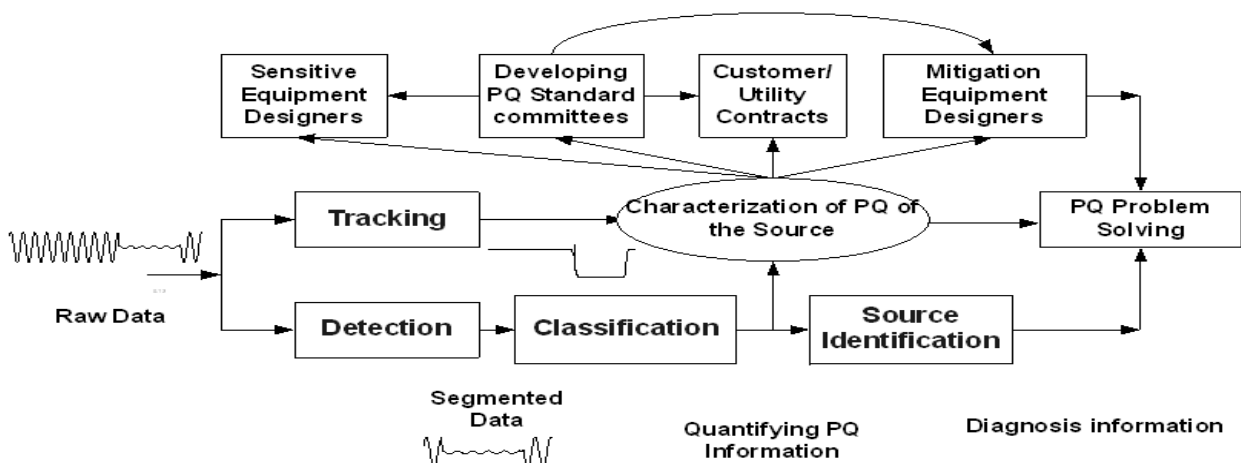 Sensitive
Equipment
Designers
Developing
PQ Standard
committees
Customer/
Utility
Contracts
Mitigation
Equipment
Designers
Tracking
Characterization of PQ of
the Source
PQ Problem
Solving
Raw Data
Detection
Classification
Source
Identification
Segmented
Data
Quantifying PQ
Information
Diagnosis information